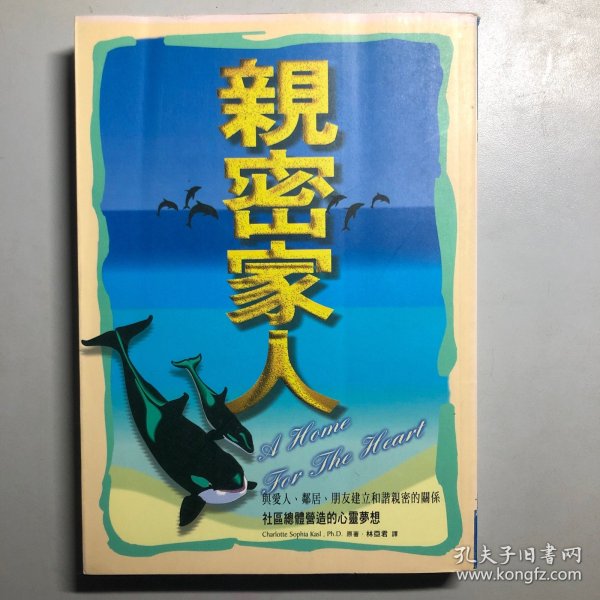 親密家人
A Home
For The Heart
與愛人、鄰居、朋友建立和諧親密的關係
社區總體營造的心靈夢想
Charlotte Sophia Kasl, Ph.D. 原著·林亞君 譯
孔夫子旧书网
www.kongfz.com